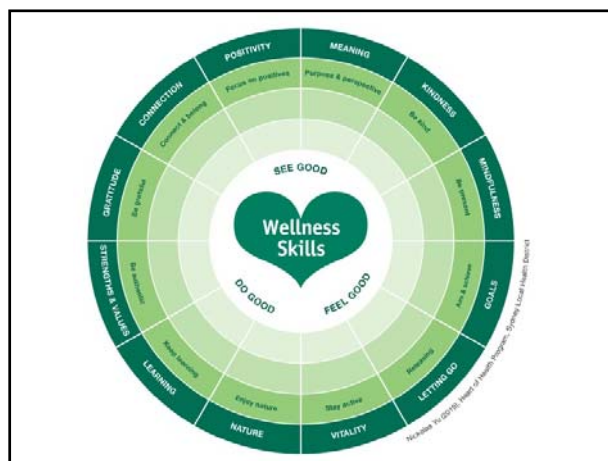 POSITIVITY
MEANING
KINDNESS
MINDFULNESS
GOALS
LETTING GO
VITALITY
NATURE
LEARNING
STRENGTHS & VALUES
GRATITUDE
CONNECTION
Focus no positives
Purpose & perspective
Be kind
Be present
Aim & achieve
Releasing
Stay active
Enjoy nature
Keep learning
Be authentic
Be grateful
Connect & belong
SEE GOOD
FEEL GOOD
DO GOOD
Wellness
Skills
Nickolas Yu (2019), Heart of Health Program, Sydney Local Health District